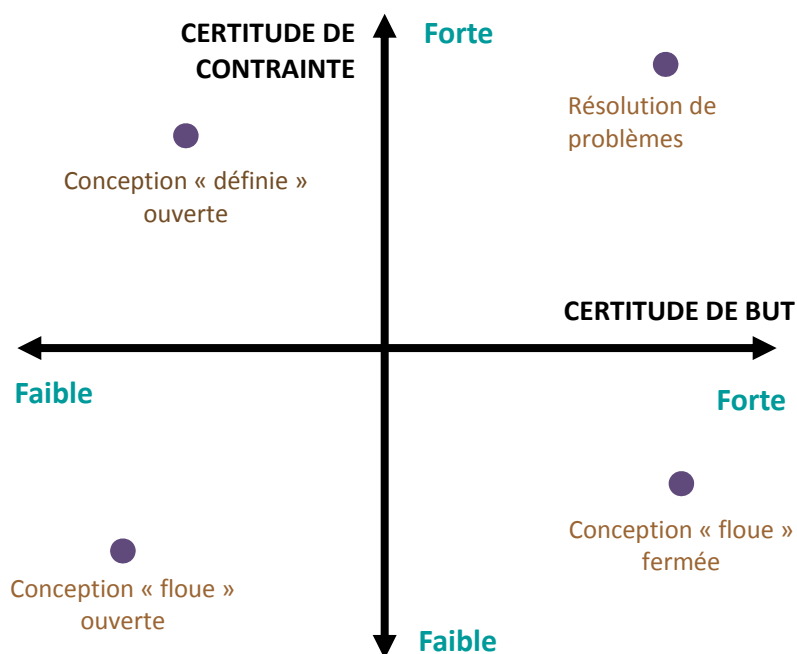 CERTITUDE DE
CONTRAINTE
Forte
Résolution de
problèmes
Conception « définie »
ouverte
CERTITUDE DE BUT
Faible
Forte
Conception « floue »
fermée
Conception « floue »
ouverte
Faible